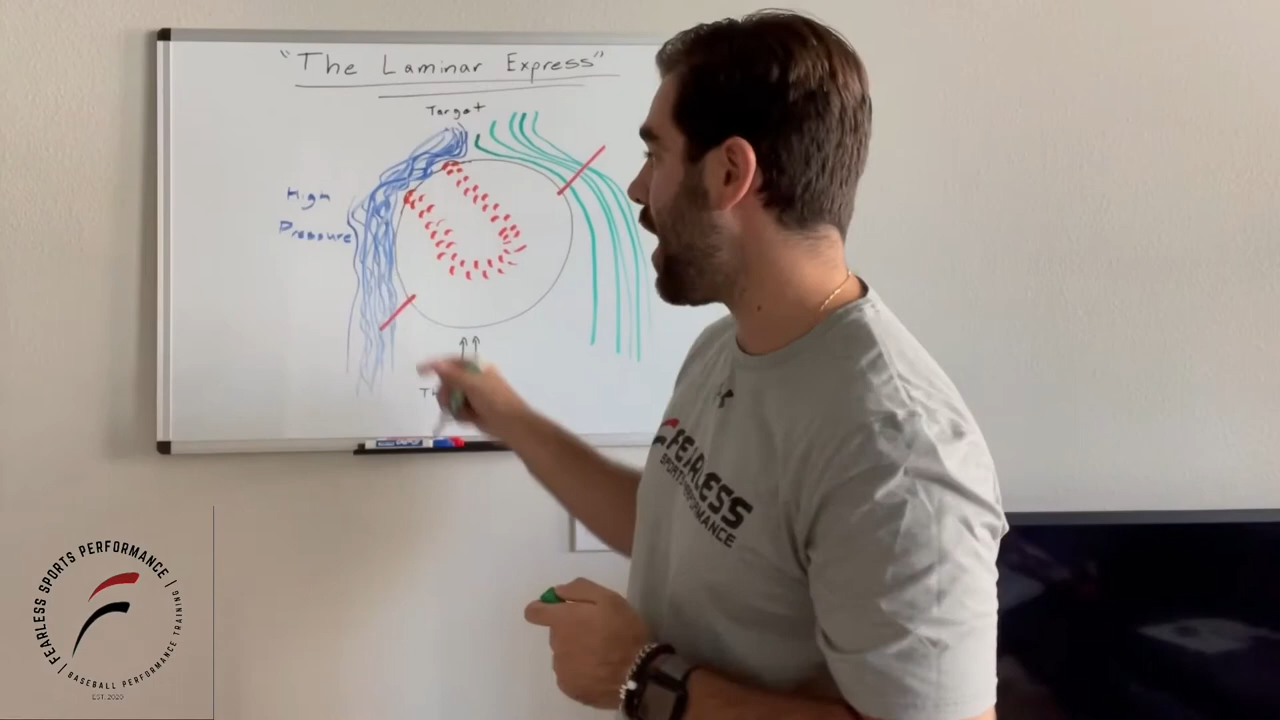 "The Laminar Express"
Target
High
Pressure
FEARLESS
SPORTS PERFORMANCE
FEARLESS SPORTS PERFORMANCE |
| BASEBALL PERFORMANCE TRAINING
EST. 2020